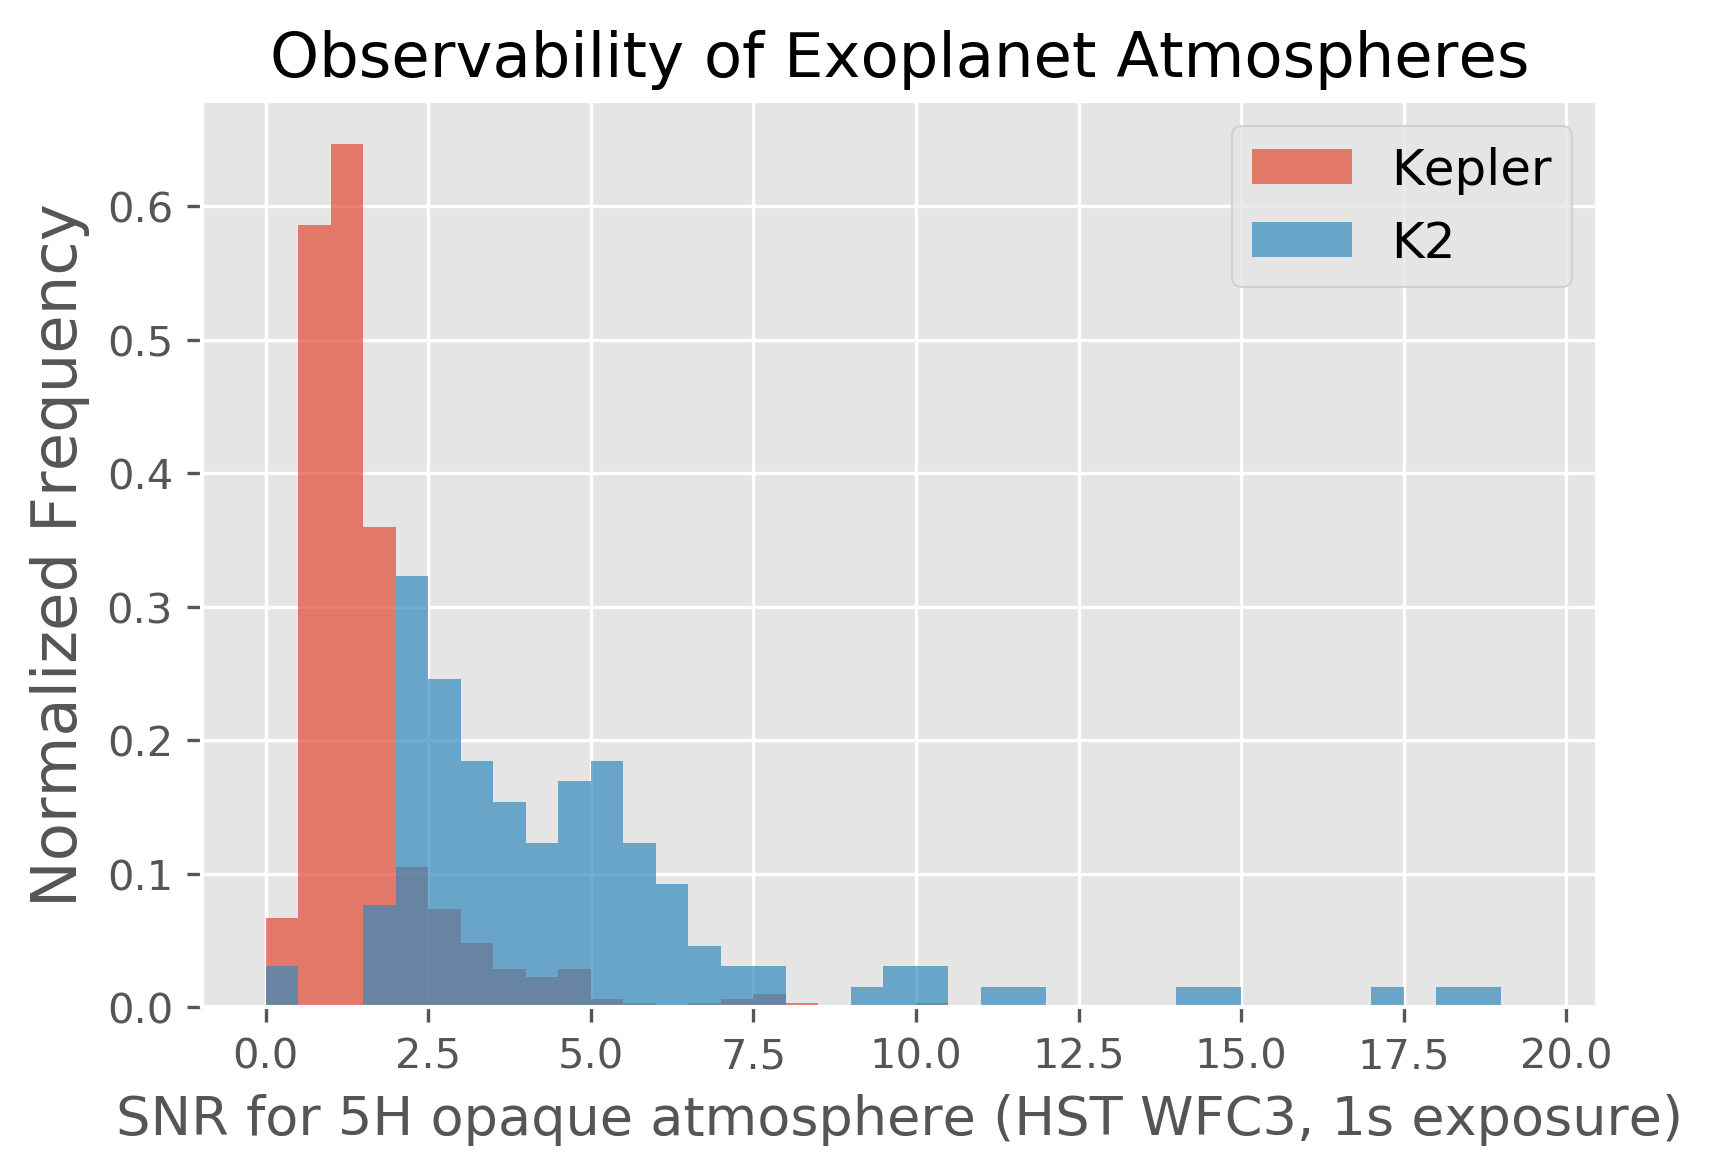 Observability of Exoplanet Atmospheres
Kepler
K2
Normalized Frequency
0.6
0.5
0.4
0.3
0.2
0.1
0.0
0.0 2.5 5.0 7.5 10.0 12.5 15.0 17.5 20.0
SNR for 5H opaque atmosphere (HST WFC3, 1s exposure)